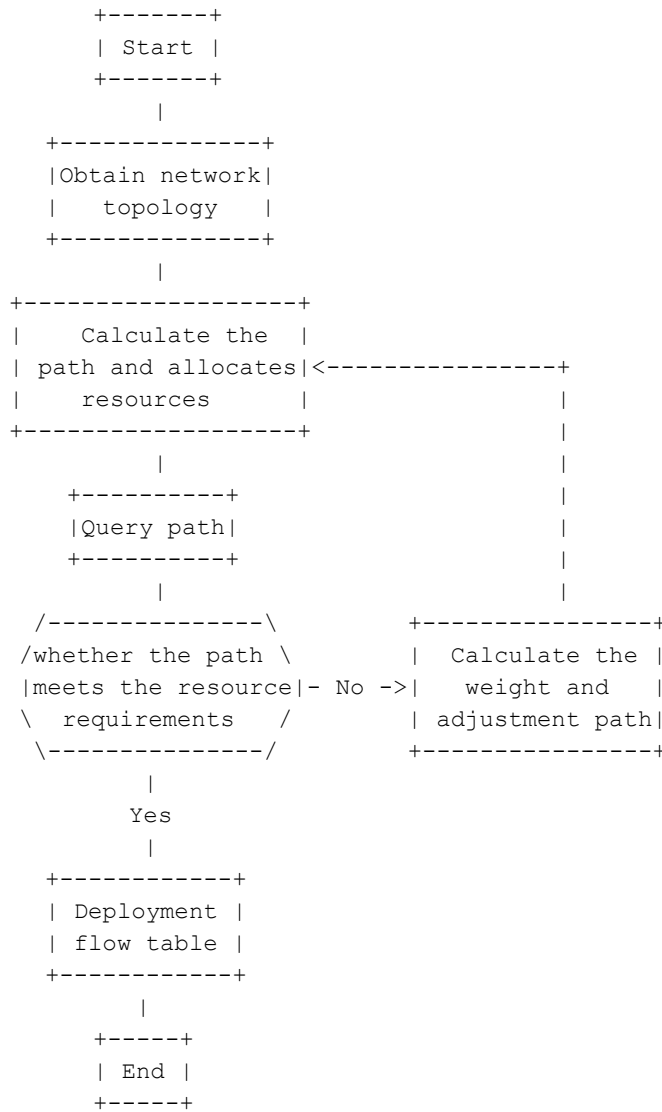 Start
Obtain network
topology
Calculate the
path and allocates
resources
Query path
whether the path
meets the resource
requirements
No
Calculate the
weight and
adjustment path
Yes
Deployment
flow table
End